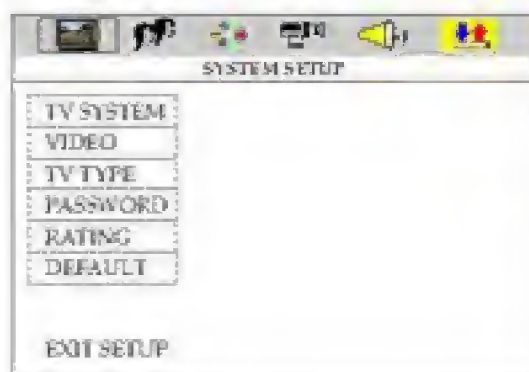 SYSTEM SETUP
TV SYSTEM
VIDEO
TV TYPE
PASSWORD
RATING
DEFAULT
EXIT SETUP